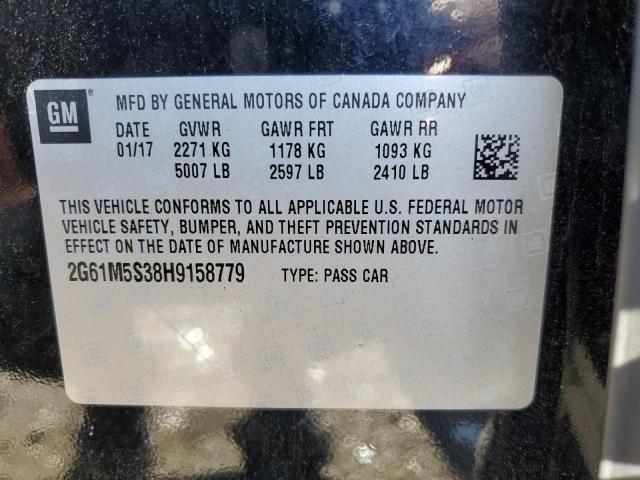 GM ® MFD BY GENERAL MOTORS OF CANADA COMPANY
DATE GVWR GAWR FRT GAWR RR
01/17 2271 KG 1178 KG 1093 KG
5007 LB 2597 LB 2410 LB
THIS VEHICLE CONFORMS TO ALL APPLICABLE U.S. FEDERAL MOTOR
VEHICLE SAFETY, BUMPER, AND THEFT PREVENTION STANDARDS IN
EFFECT ON THE DATE OF MANUFACTURE SHOWN ABOVE.
2G61M5S38H9158779 TYPE: PASS CAR